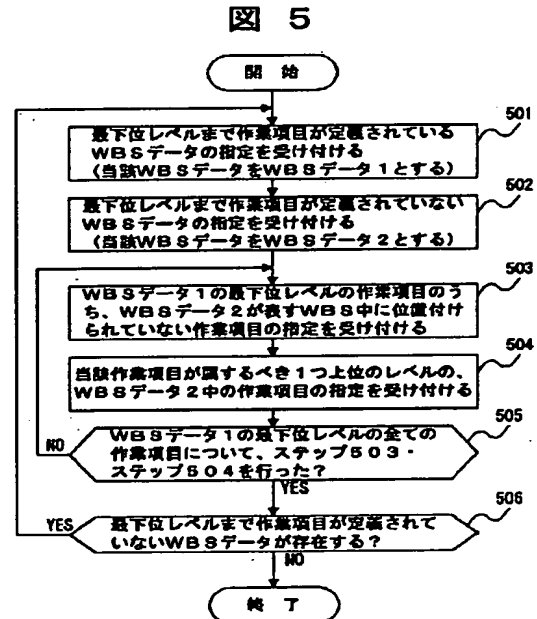 図 5
開 始
501
最下位レベルまで作業項目が定義されている
WBSデータの指定を受け付ける
(当該WBSデータをWBSデータ1とする)
502
最下位レベルまで作業項目が定義されていない
WBSデータの指定を受け付ける
(当該WBSデータをWBSデータ2とする)
503
WBSデータ1の最下位レベルの作業項目のう
ち、WBSデータ2が表すWBS中に位置付け
られていない作業項目の指定を受け付ける
504
当該作業項目が属するべき1つ上位のレベルの、
WBSデータ2中の作業項目の指定を受け付ける
505
WBSデータ1の最下位レベルの全ての
作業項目について、ステップ503・
ステップ504を行った?
NO
YES
506
最下位レベルまで作業項目が定義されて
いないWBSデータが存在する?
YES
NO
終 了